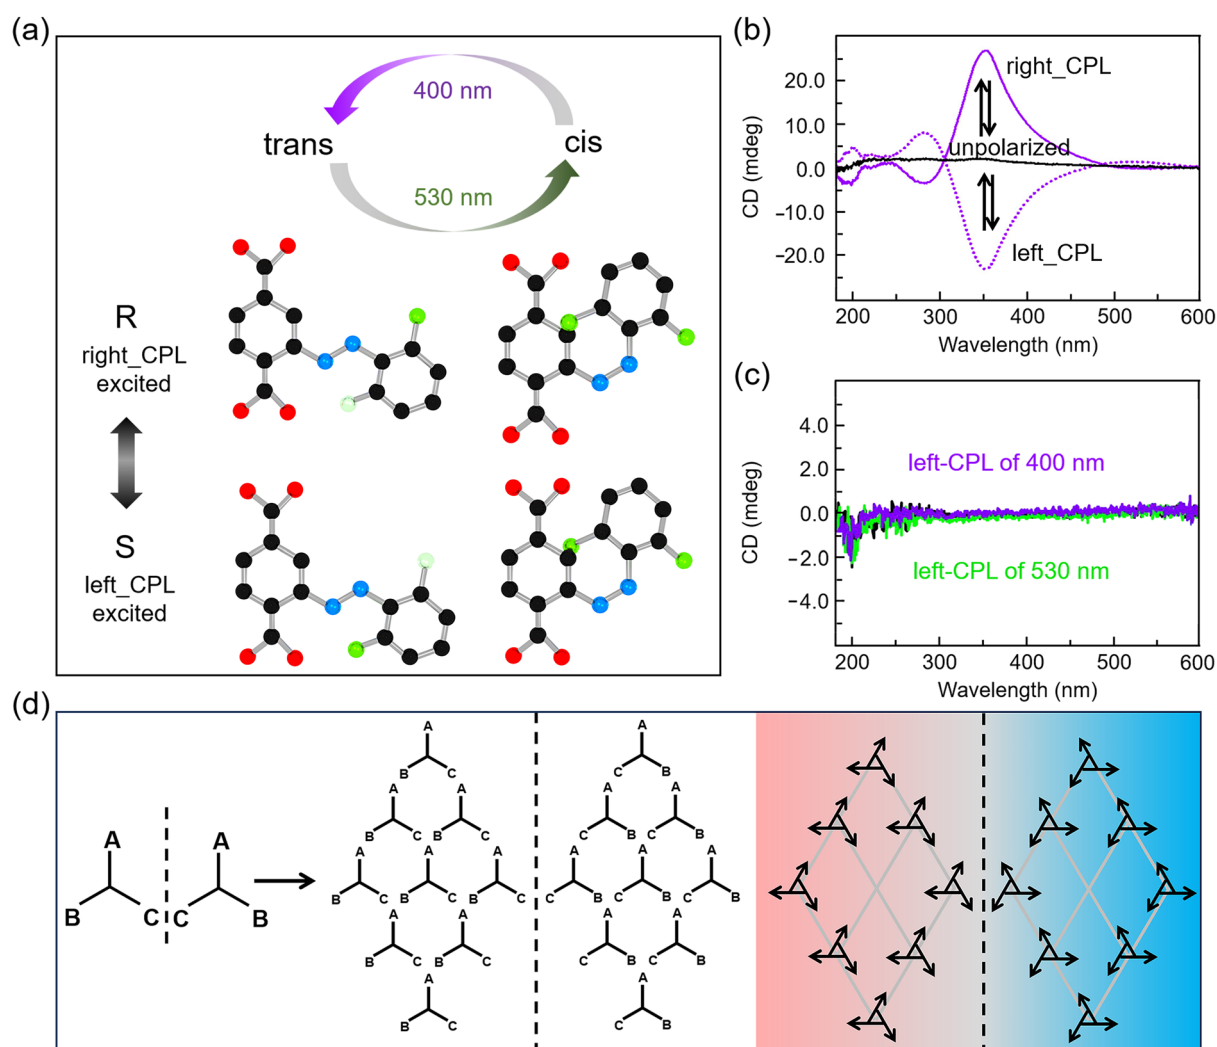 (a)
400 nm
trans
cis
530 nm
R
right_CPL
excited
S
left_CPL
excited
(b)
CD (mdeg)
20.0
10.0
0.0
−10.0
−20.0
right_CPL
unpolarized
left_CPL
200 300 400 500 600
Wavelength (nm)
(c)
CD (mdeg)
4.0
2.0
0.0
−2.0
−4.0
left-CPL of 400 nm
left-CPL of 530 nm
200 300 400 500 600
Wavelength (nm)
(d)
A A
B C C B
A A
B C C B
A A A A
B C B C C B C B
A A A A A A
B C B C B C C B C B C B
A A A A
B C B C C B C B
A A
B C C B